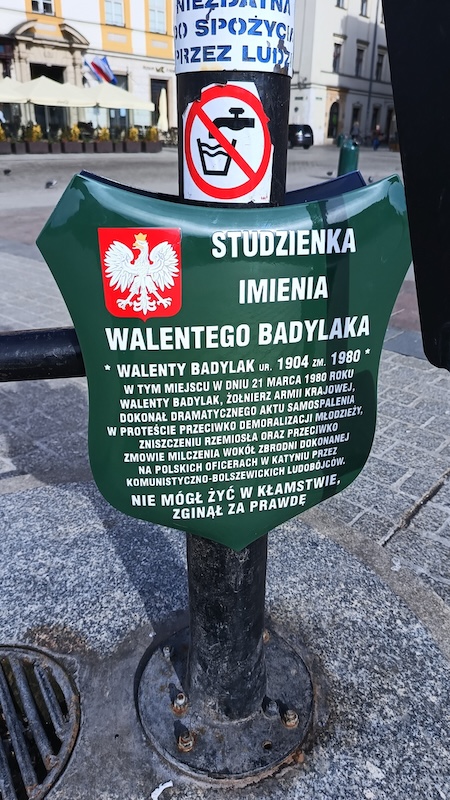 NIEZDATNA
DO SPOŻYCIA
PRZEZ LUDZI
STUDZIENKA
IMIENIA
WALENTEGO BADYLAKA
* WALENTY BADYLAK UR. 1904 ZM. 1980 *
W TYM MIEJSCU W DNIU 21 MARCA 1980 ROKU
WALENTY BADYLAK, ŻOŁNIERZ ARMII KRAJOWEJ,
DOKONAŁ DRAMATYCZNEGO AKTU SAMOSPALENIA
W PROTEŚCIE PRZECIWKO DEMORALIZACJI MŁODZIEŻY,
ZNISZCZENIU RZEMIOSŁA ORAZ PRZECIWKO
ZMOWIE MILCZENIA WOKÓŁ ZBRODNI DOKONANEJ
NA POLSKICH OFICERACH W KATYNIU PRZEZ
KOMUNISTYCZNO-BOLSZEWICKICH LUDOBÓJCÓW.
NIE MÓGŁ ŻYĆ W KŁAMSTWIE,
ZGINĄŁ ZA PRAWDĘ